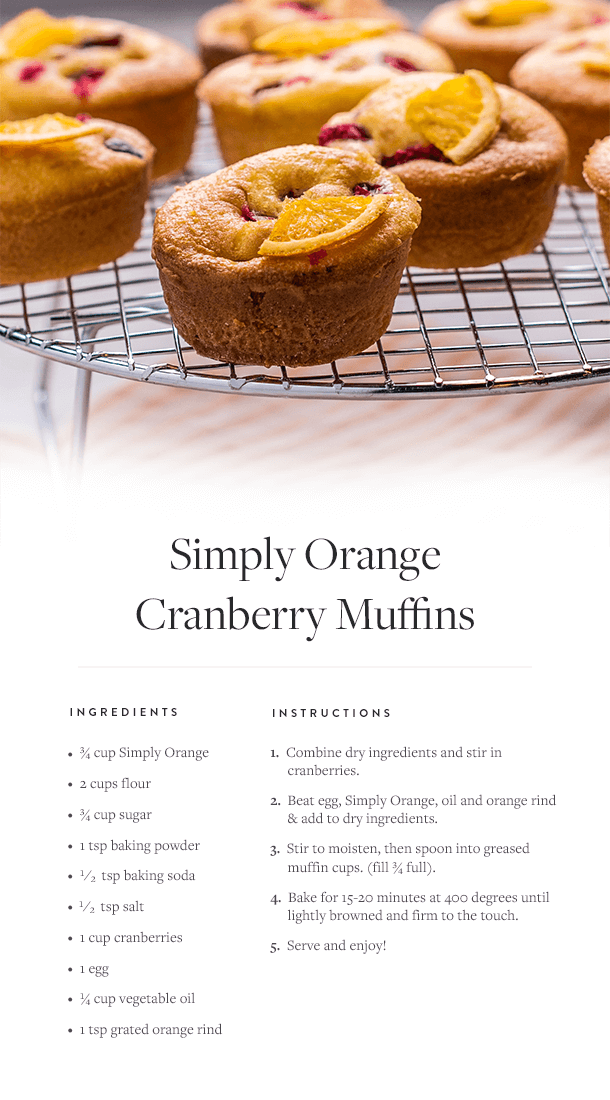 Simply Orange
Cranberry Muffins
INGREDIENTS
• ¾ cup Simply Orange
• 2 cups flour
• ¾ cup sugar
• 1 tsp baking powder
• ½ tsp baking soda
• ½ tsp salt
• 1 cup cranberries
• 1 egg
• ¼ cup vegetable oil
• 1 tsp grated orange rind
INSTRUCTIONS
1. Combine dry ingredients and stir in
cranberries.
2. Beat egg, Simply Orange, oil and orange rind
& add to dry ingredients.
3. Stir to moisten, then spoon into greased
muffin cups. (fill ¾ full).
4. Bake for 15-20 minutes at 400 degrees until
lightly browned and firm to the touch.
5. Serve and enjoy!